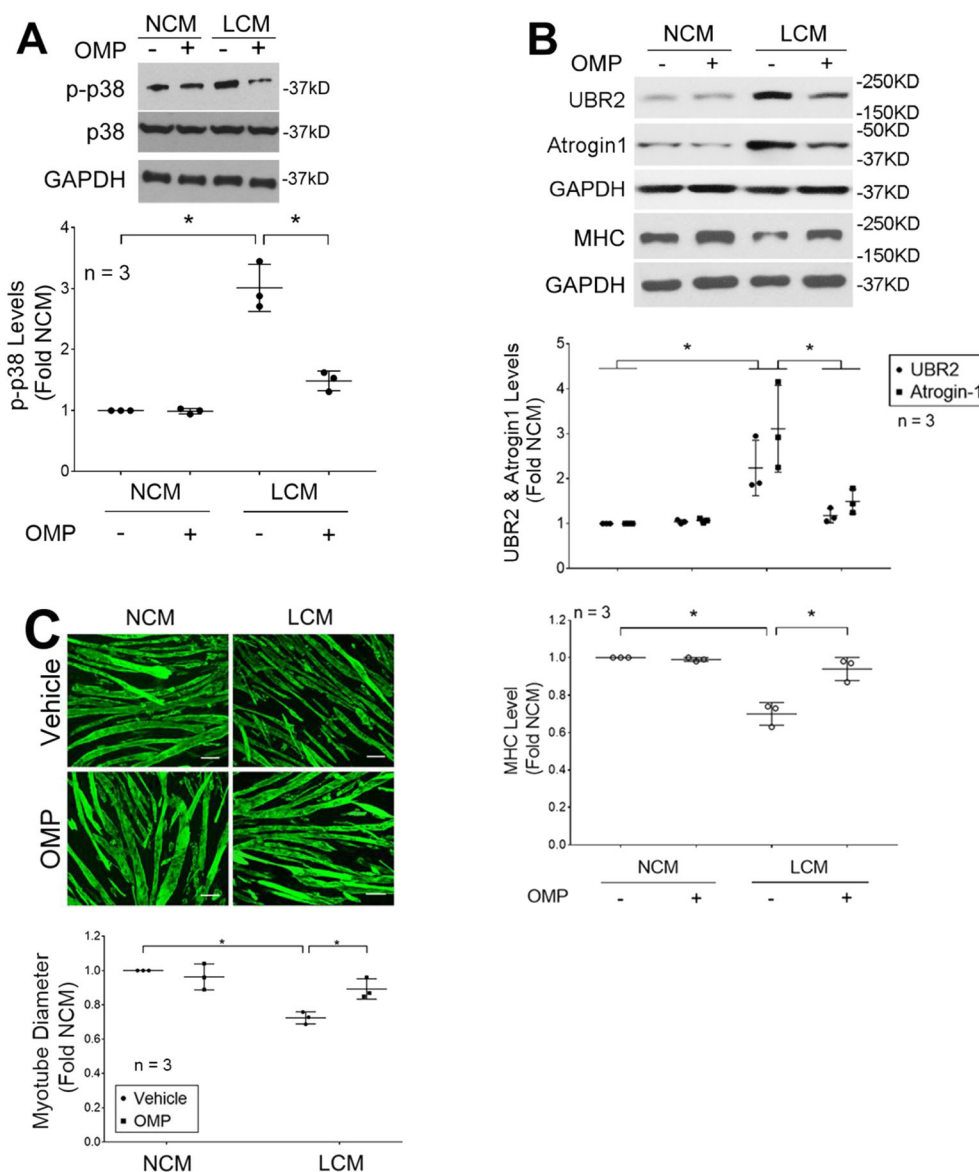 A
NCM LCM
OMP - + - +
p-p38 -37kD
p38 -37kD
GAPDH -37kD
n = 3
*
*
p-p38 Levels
(Fold NCM)
4
3
2
1
0
NCM LCM
OMP - + - +
B
NCM LCM
OMP - + - +
UBR2 -250KD
-150KD
Atrogin1 -50KD
-37KD
GAPDH -37KD
MHC -250KD
-150KD
GAPDH -37KD
UBR2 & Atrogin1 Levels
(Fold NCM)
5
4
3
2
1
0
*
*
UBR2
Atrogin-1
n = 3
n = 3
*
*
MHC Level
(Fold NCM)
1.2
1.0
0.8
0.6
0.4
0.2
0.0
NCM LCM
OMP - + - +
C
NCM LCM
Vehicle
OMP
Myotube Diameter
(Fold NCM)
1.2
1.0
0.8
0.6
0.4
0.2
0.0
*
*
n = 3
Vehicle
OMP
NCM LCM